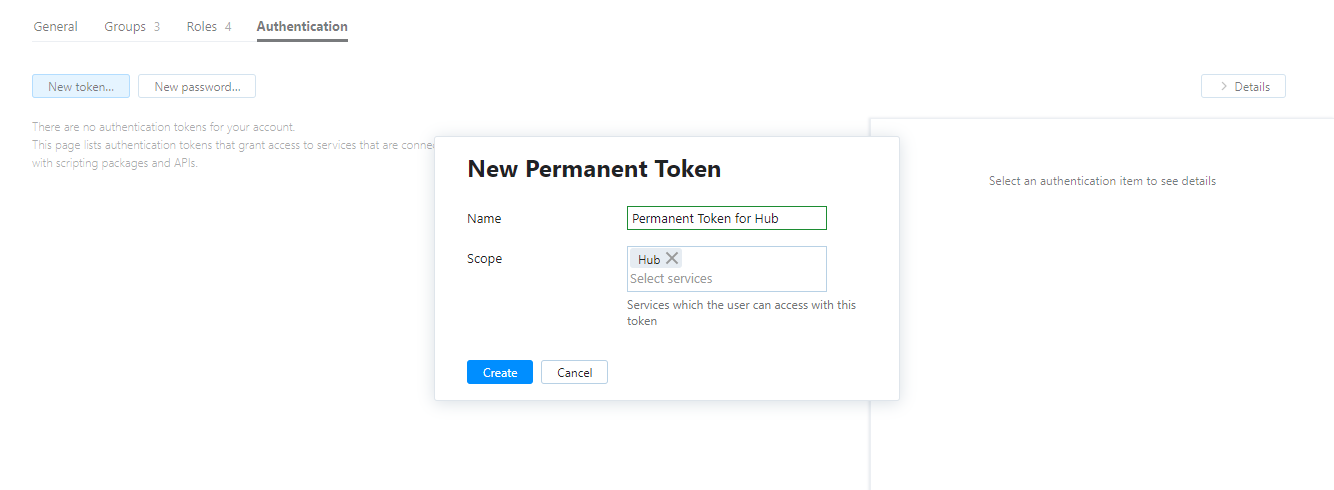 General Groups 3 Roles 4 Authentication
New token... New password... Details
There are no authentication tokens for your account.
This page lists authentication tokens that grant access to services that are
with scripting packages and APIs.
Select an authentication item to see details
New Permanent Token
Name Permanent Token for Hub
Scope Hub
Select services
Services which the user can access with this
token
Create Cancel